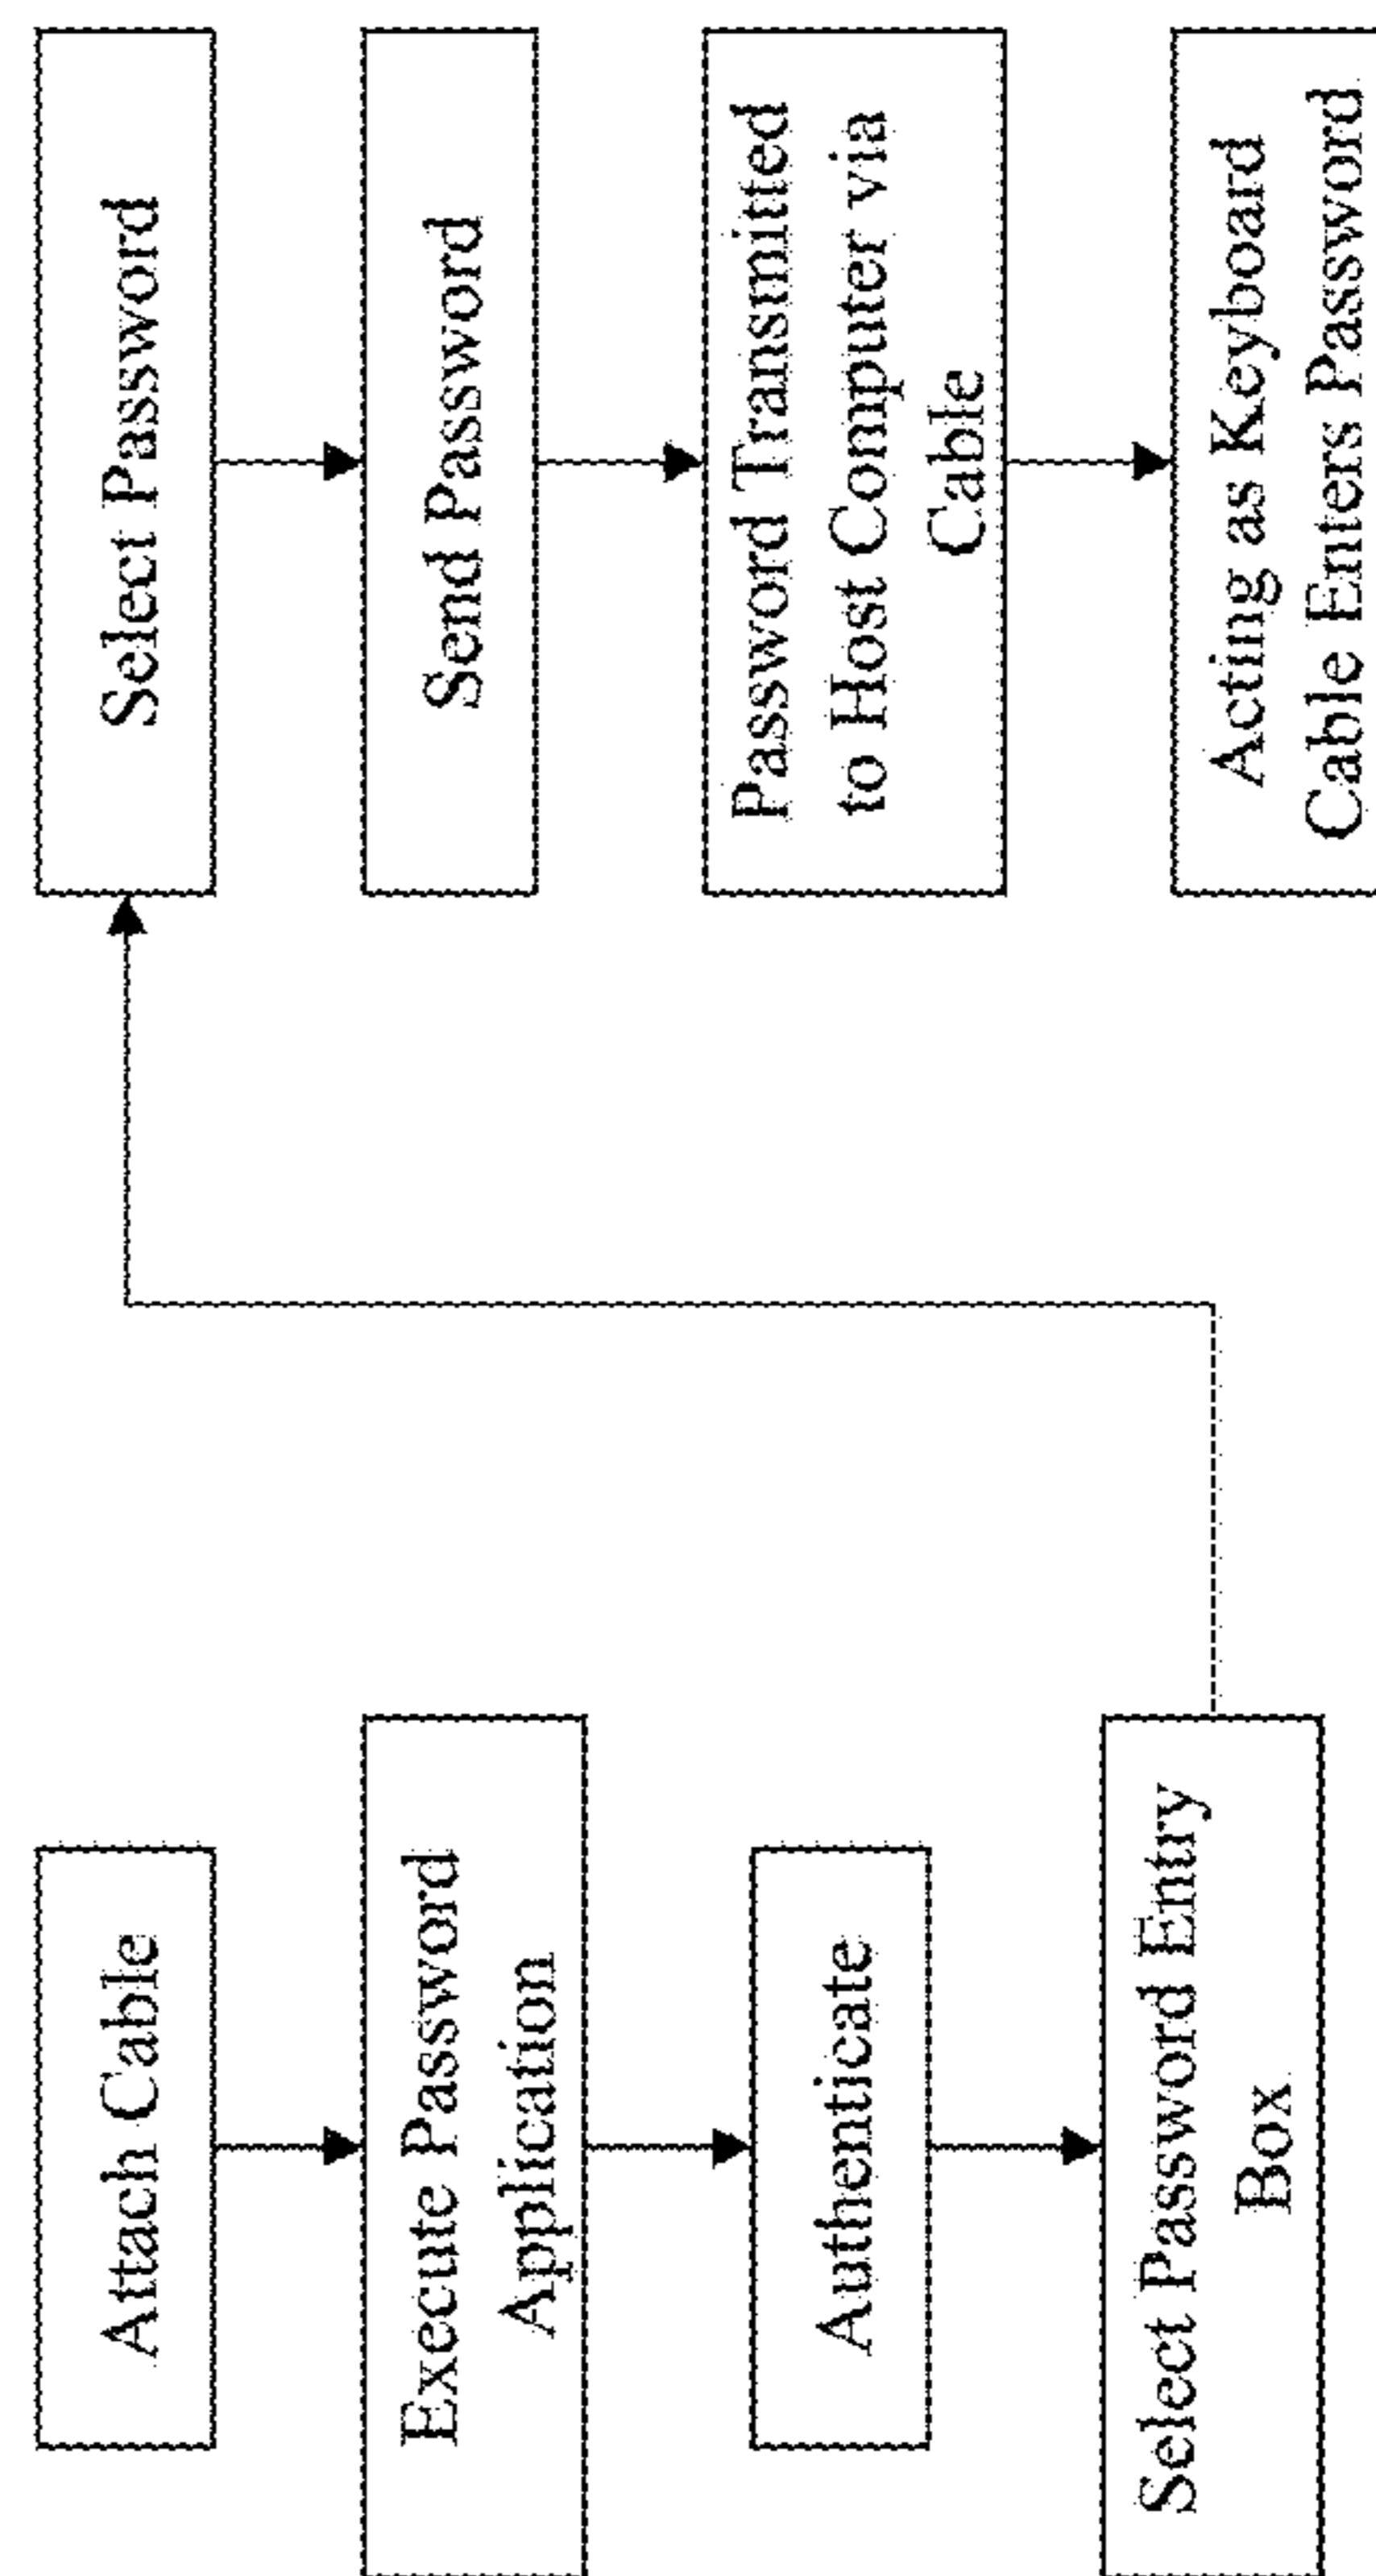 Attach Cable
Execute Password
Application
Authenticate
Select Password Entry
Box
Select Password
Send Password
Password Transmitted
to Host Computer via
Cable
Acting as Keyboard
Cable Enters Password